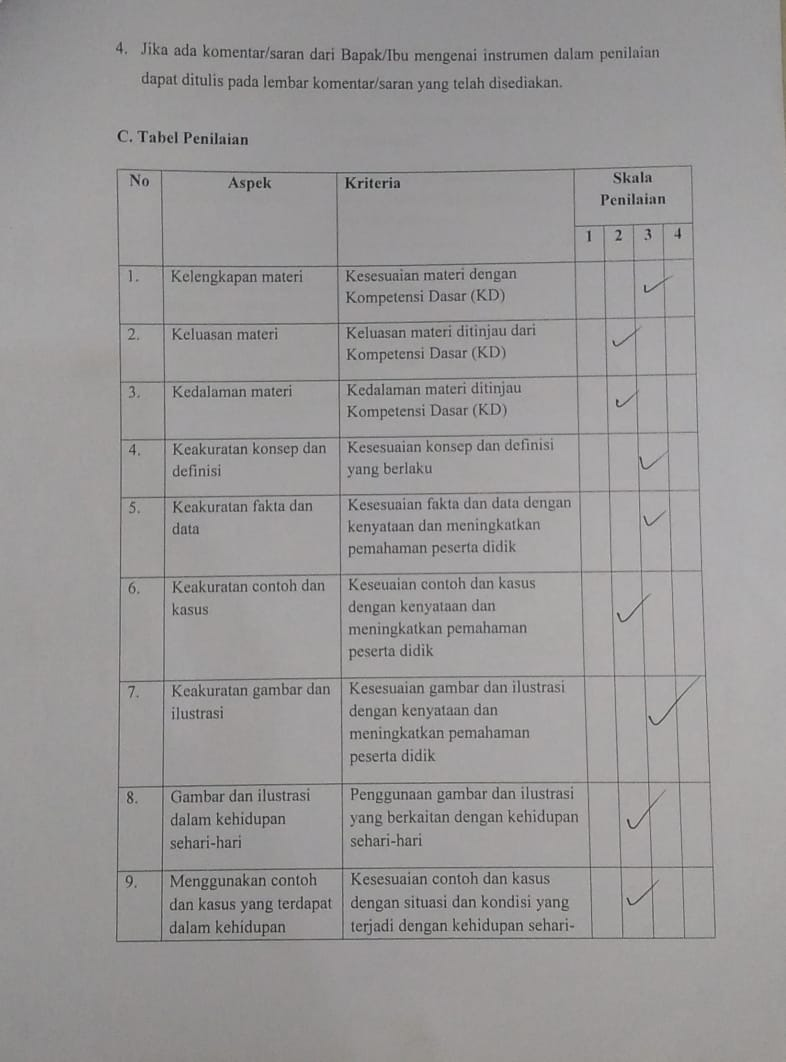 4. Jika ada komentar/saran dari Bapak/Ibu mengenai instrumen dalam penilaian
dapat ditulis pada lembar komentar/saran yang telah disediakan.
C. Tabel Penilaian
No Aspek Kriteria Skala
Penilaian
1 2 3 4
1. Kelengkapan materi Kesesuaian materi dengan
Kompetensi Dasar (KD) ✓
2. Keluasan materi Keluasan materi ditinjau dari
Kompetensi Dasar (KD) ✓
3. Kedalaman materi Kedalaman materi ditinjau
Kompetensi Dasar (KD) ✓
4. Keakuratan konsep dan Kesesuaian konsep dan definisi
definisi yang berlaku ✓
5. Keakuratan fakta dan Kesesuaian fakta dan data dengan
data kenyataan dan meningkatkan ✓
pemahaman peserta didik
6. Keakuratan contoh dan Keseuaian contoh dan kasus
kasus dengan kenyataan dan ✓
meningkatkan pemahaman
peserta didik
7. Keakuratan gambar dan Kesesuaian gambar dan ilustrasi
ilustrasi dengan kenyataan dan ✓
meningkatkan pemahaman
peserta didik
8. Gambar dan ilustrasi Penggunaan gambar dan ilustrasi
dalam kehidupan yang berkaitan dengan kehidupan ✓
sehari-hari sehari-hari
9. Menggunakan contoh Kesesuaian contoh dan kasus
dan kasus yang terdapat dengan situasi dan kondisi yang ✓
dalam kehidupan terjadi dengan kehidupan sehari-